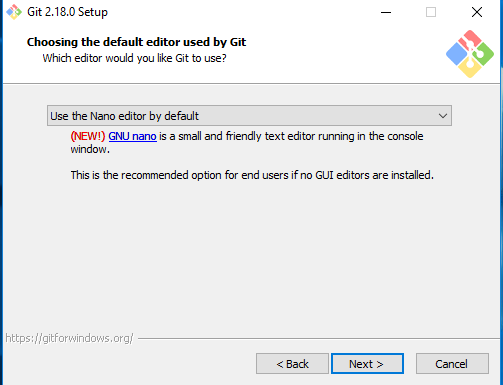 Git 2.18.0 Setup
Choosing the default editor used by Git
Which editor would you like Git to use?
Use the Nano editor by default
(NEW!) GNU nano is a small and friendly text editor running in the console
window.
This is the recommended option for end users if no GUI editors are installed.
https://gitforwindows.org/
< Back
Next >
Cancel